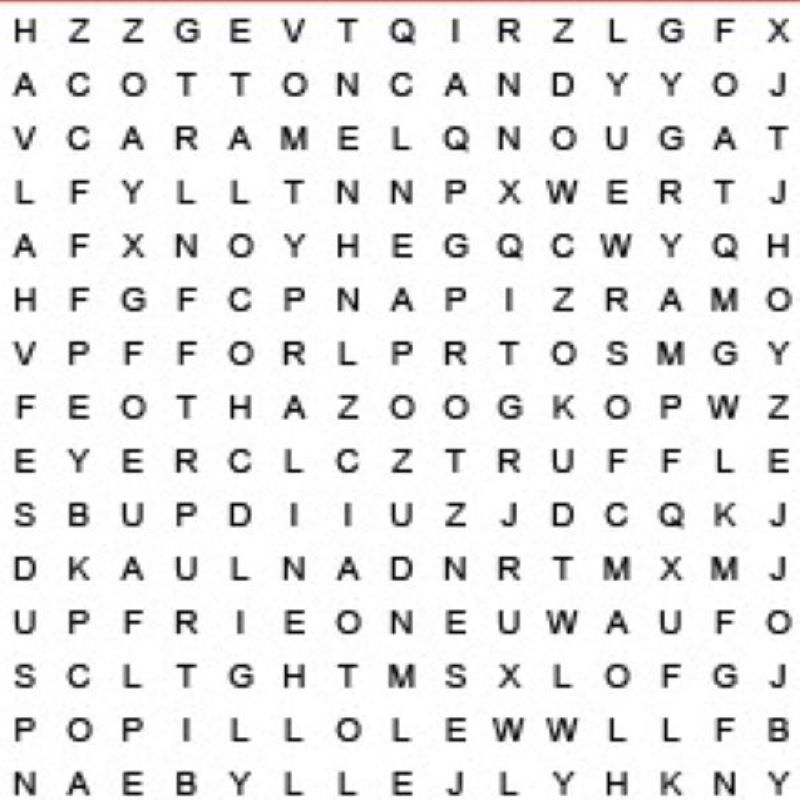 H Z Z G E V T Q I R Z L G F X
A C O T T O N C A N D Y Y O J
V C A R A M E L Q N O U G A T
L F Y L L T N N P X W E R T J
A F X N O Y H E G Q C W Y Q H
H F G F C P N A P I Z R A M O
V P F F O R L P R T O S M G Y
F E O T H A Z O O G K O P W Z
E Y E R C L C Z T R U F F L E
S B U P D I I U Z J D C Q K J
D K A U L N A D N R T M X M J
U P F R I E O N E U W A U F O
S C L T G H T M S X L O F G J
P O P I L L O L E W W L L F B
N A E B Y L L E J L Y H K N Y